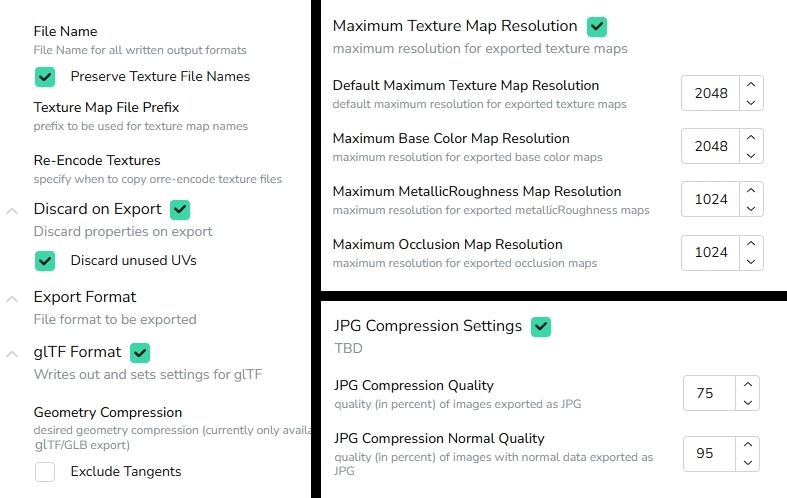 File Name
File Name for all written output formats
Preserve Texture File Names
Texture Map File Prefix
prefix to be used for texture map names
Re-Encode Textures
specify when to copy orre-encode texture files
Discard on Export
Discard properties on export
Discard unused UVs
Export Format
File format to be exported
glTF Format
Writes out and sets settings for glTF
Geometry Compression
desired geometry compression (currently only availa
glTF/GLB export)
Exclude Tangents
Maximum Texture Map Resolution
maximum resolution for exported texture maps
Default Maximum Texture Map Resolution
default maximum resolution for exported texture maps
2048
Maximum Base Color Map Resolution
maximum resolution for exported base color maps
2048
Maximum MetallicRoughness Map Resolution
maximum resolution for exported metallicRoughness maps
1024
Maximum Occlusion Map Resolution
maximum resolution for exported occlusion maps
1024
JPG Compression Settings
TBD
JPG Compression Quality
quality (in percent) of images exported as JPG
75
JPG Compression Normal Quality
quality (in percent) of images with normal data exported as
JPG
95